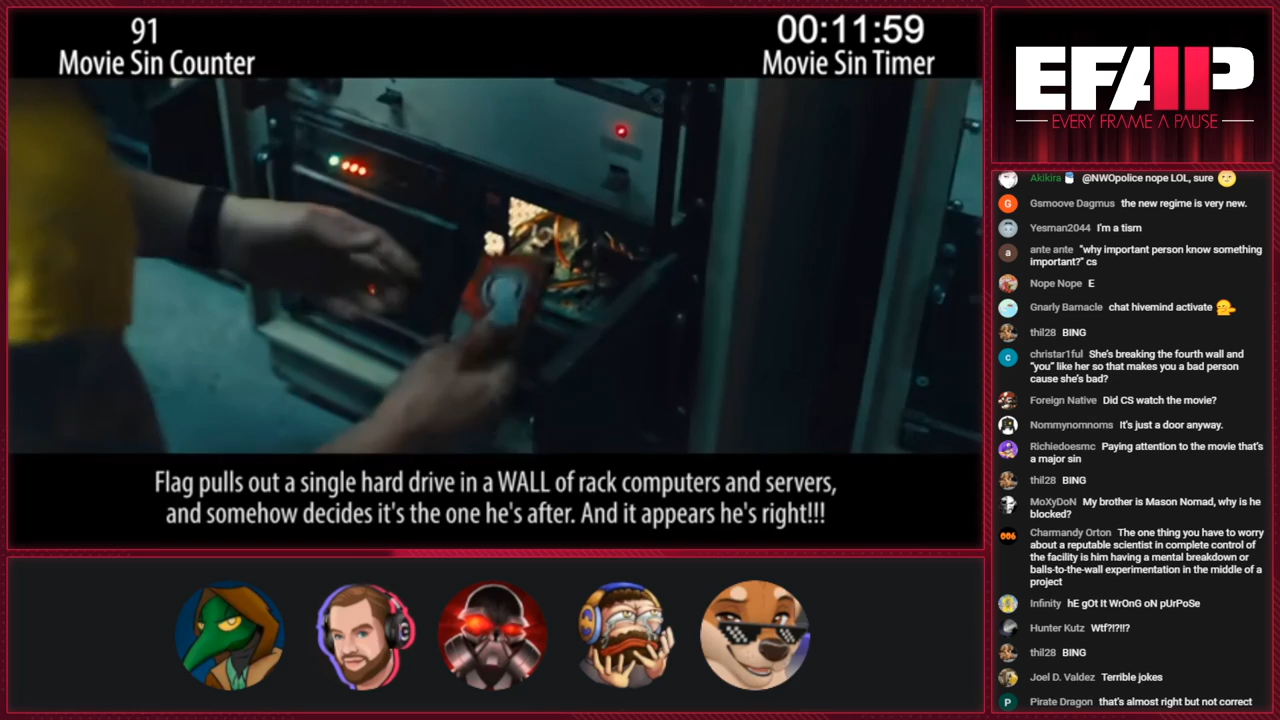 91
Movie Sin Counter
00:11:59
Movie Sin Timer
Flag pulls out a single hard drive in a WALL of rack computers and servers,
and somehow decides it's the one he's after. And it appears he's right!!!
EFAP
EVERY FRAME A PAUSE
Akikira @NWOpolice nope LOL, sure
G
Gsmoove Dagmus the new regime is very new.
Yesman2044 I'm a tism
a
ante ante "why important person know something
important?" cs
Nope Nope E
Gnarly Barnacle chat hivemind activate
thil28 BING
c
christar1ful She's breaking the fourth wall and
"you" like her so that makes you a bad person
cause she's bad?
Foreign Native Did CS watch the movie?
Nommynomnoms It's just a door anyway.
Richiedoesmc Paying attention to the movie that's
a major sin
thil28 BING
MoXyDoN My brother is Mason Nomad, why is he
blocked?
006
Charmandy Orton The one thing you have to worry
about a reputable scientist in complete control of
the facility is him having a mental breakdown or
balls-to-the-wall experimentation in the middle of a
project
Infinity hE gOt It WrOnG oN pUrPoSe
Hunter Kutz Wtf?!?!!?
thil28 BING
Joel D. Valdez Terrible jokes
P
Pirate Dragon that's almost right but not correct